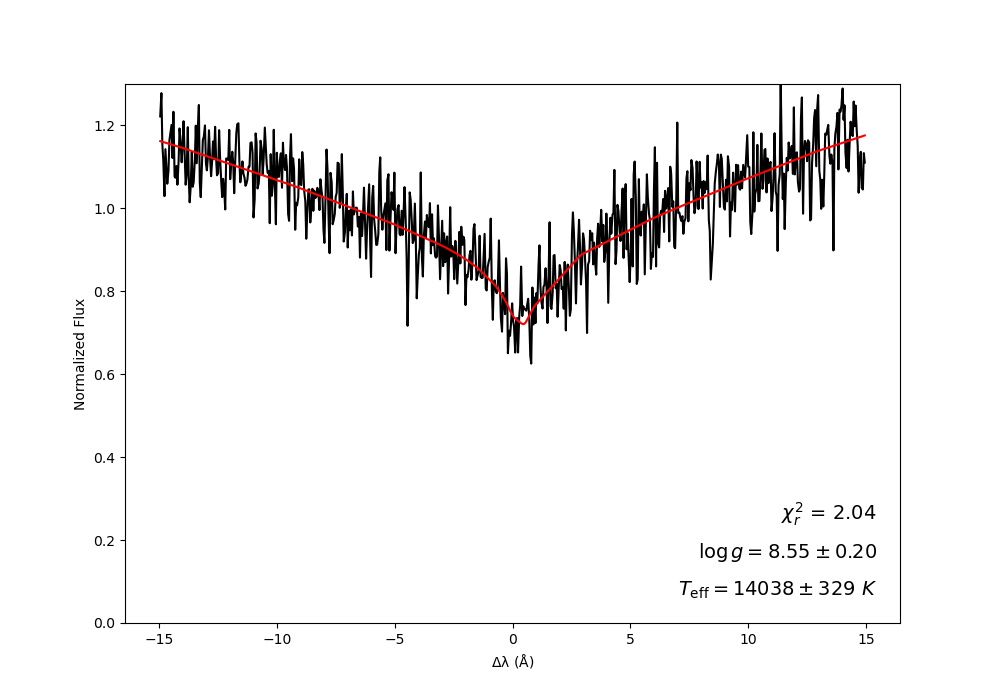 1.2
1.0
0.8
0.6
0.4
0.2
0.0
Normalized Flux
χ²ᵣ = 2.04
log g = 8.55 ± 0.20
T_eff = 14038 ± 329 K
−15 −10 −5 0 5 10 15
Δλ (Å)